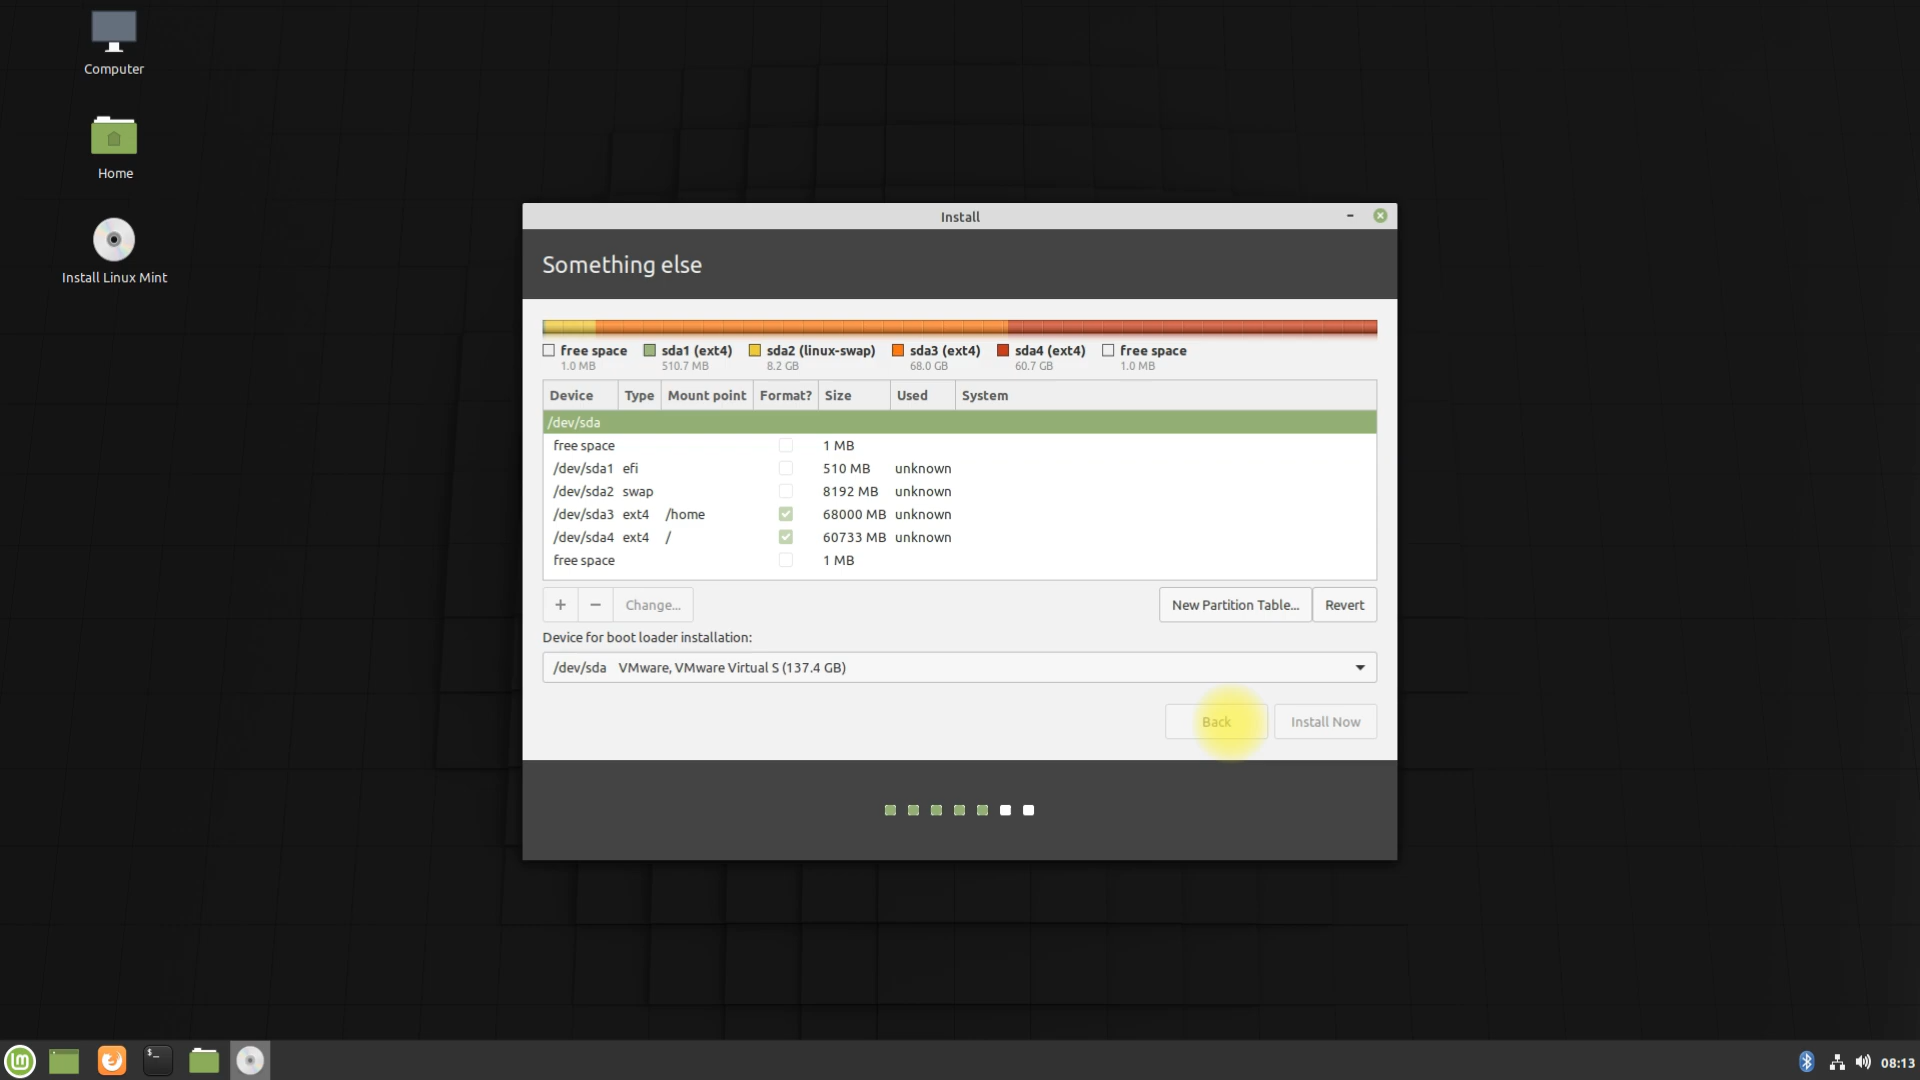 Computer
Home
Install Linux Mint
Install
Something else
free space sda1 (ext4) sda2 (linux-swap) sda3 (ext4) sda4 (ext4) free space
1.0 MB 510.7 MB 8.2 GB 68.0 GB 60.7 GB 1.0 MB
Device Type Mount point Format? Size Used System
/dev/sda
free space 1 MB
/dev/sda1 efi 510 MB unknown
/dev/sda2 swap 8192 MB unknown
/dev/sda3 ext4 /home 68000 MB unknown
/dev/sda4 ext4 / 60733 MB unknown
free space 1 MB
+ − Change... New Partition Table... Revert
Device for boot loader installation:
/dev/sda VMware, VMware Virtual S (137.4 GB)
Back Install Now
$_
08:13